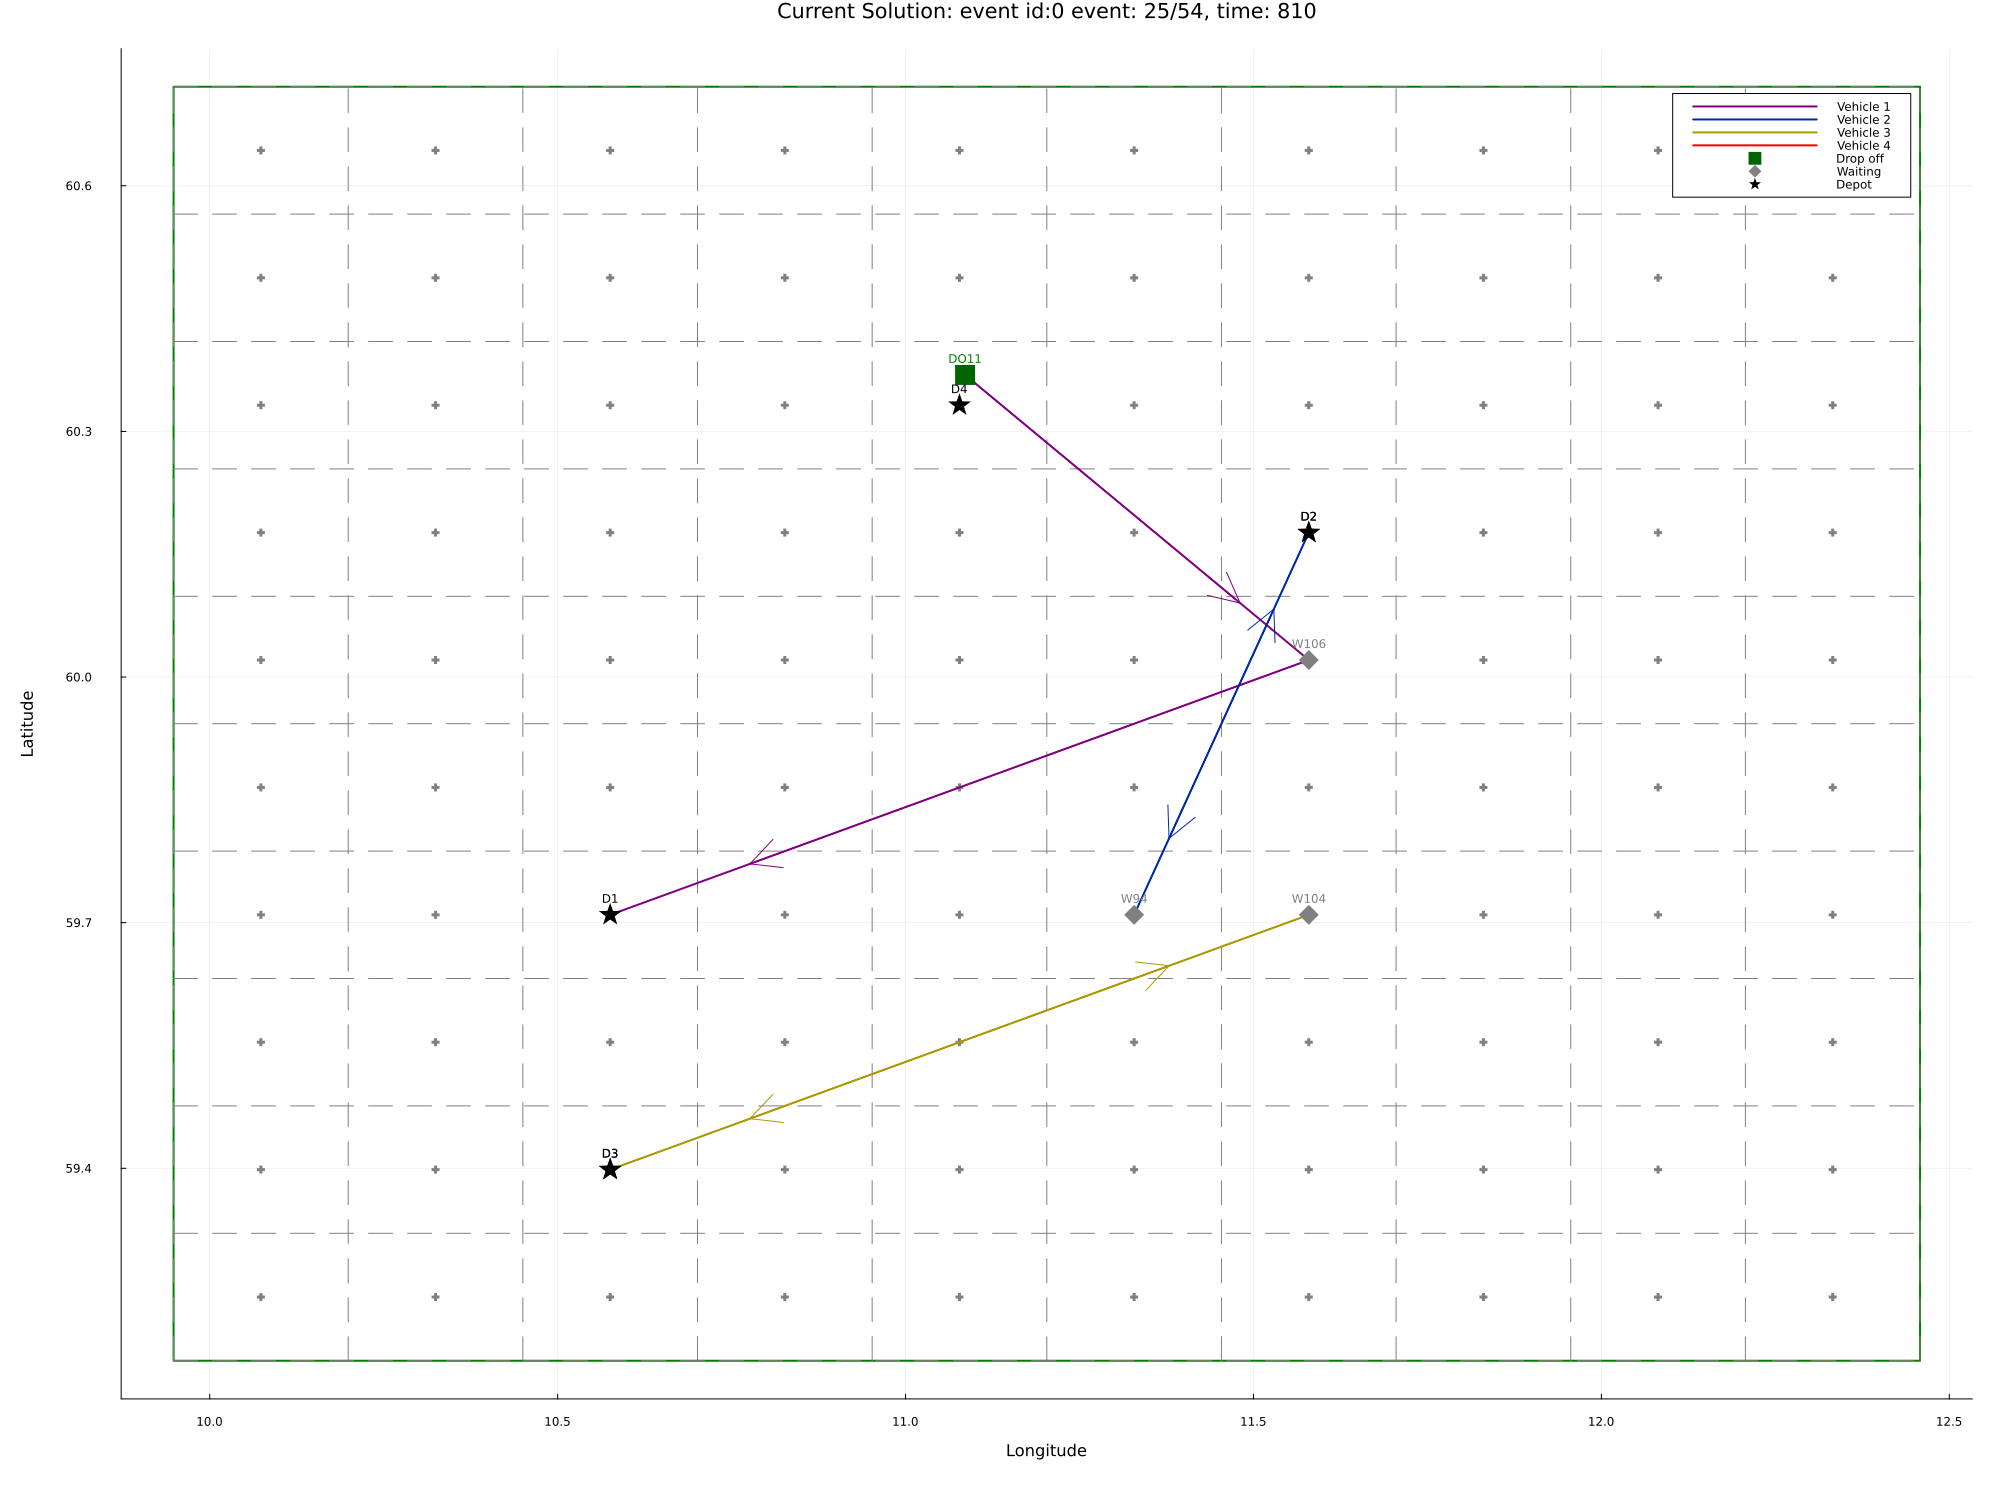 Current Solution: event id:0 event: 25/54, time: 810
Vehicle 1
Vehicle 2
Vehicle 3
Vehicle 4
Drop off
Waiting
Depot
60.6
DO11
D4
60.3
D2
W106
60.0
Latitude
D1
W94
W104
59.7
D3
59.4
10.0
10.5
11.0
11.5
12.0
12.5
Longitude